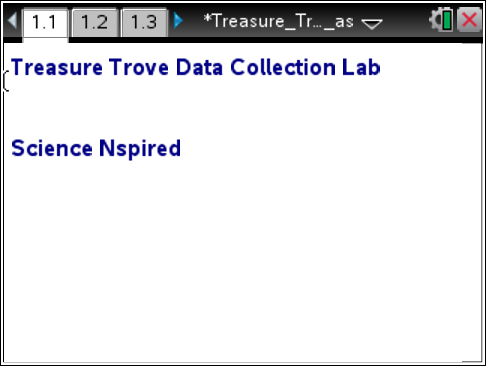 1.1 1.2 1.3 *Treasure_Tr..._as
Treasure Trove Data Collection Lab
Science Nspired